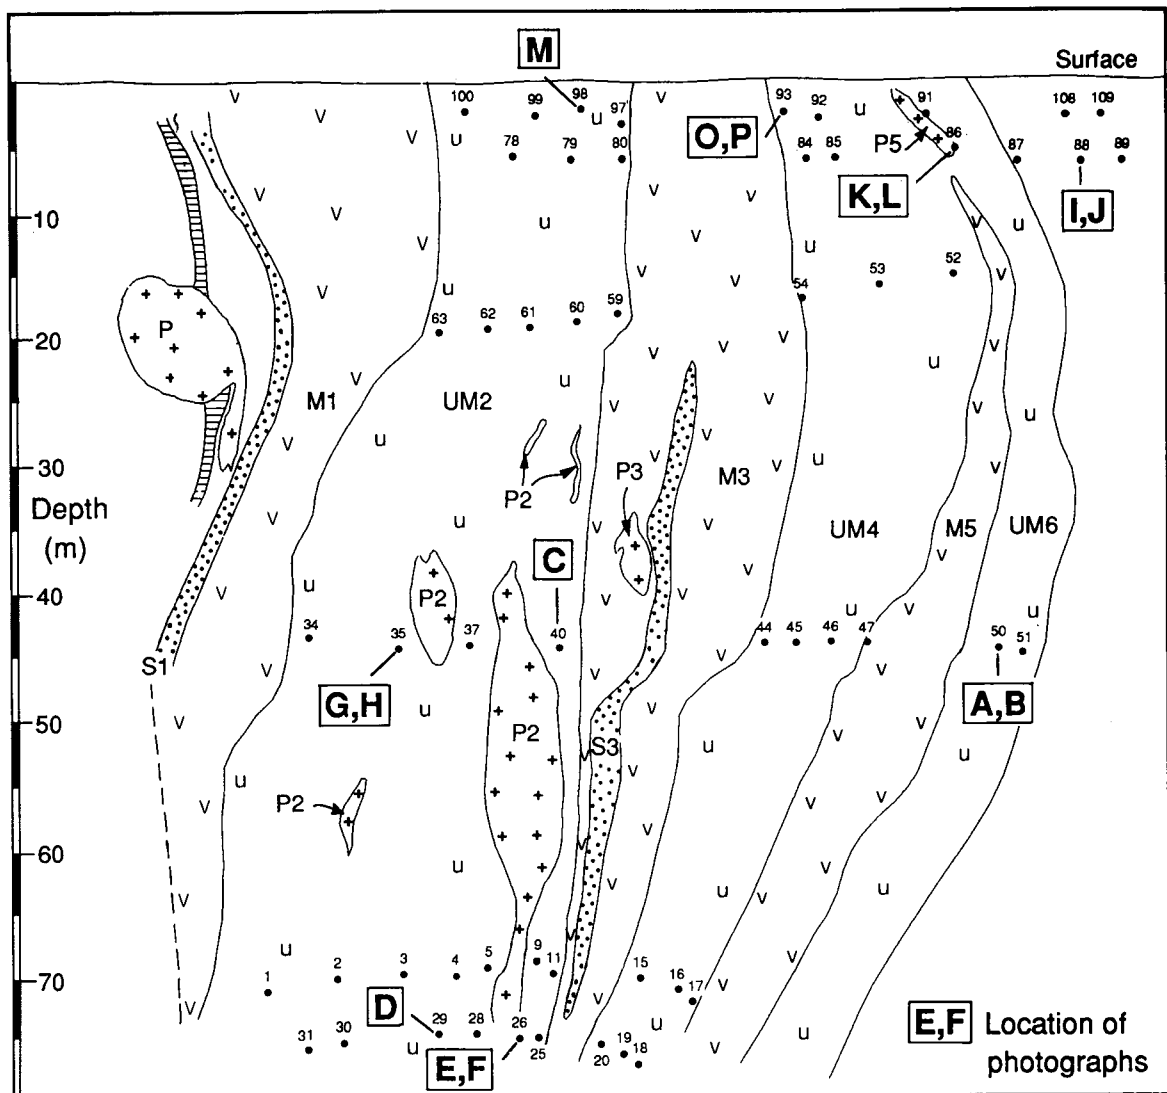 M
Surface
100 99 98 97 93 92 91 108 109
u u u
O,P
P5
78 79 80 84 85 86 87 88 89
K,L
I,J
10
u u u
54 53 52
63 62 61 60 59
20
P
M1 UM2
u u u
30
P2 P3 M3
Depth
(m)
UM4 M5 UM6
C
P2
40
34 35 37 40 44 45 46 47 50 51
S1
G,H
A,B
50
P2 S3
P2
60
70
1 2 3 4 5 9 11 15 16 17
D
31 30 29 28 26 25 20 19 18
E,F
E,F Location of
photographs